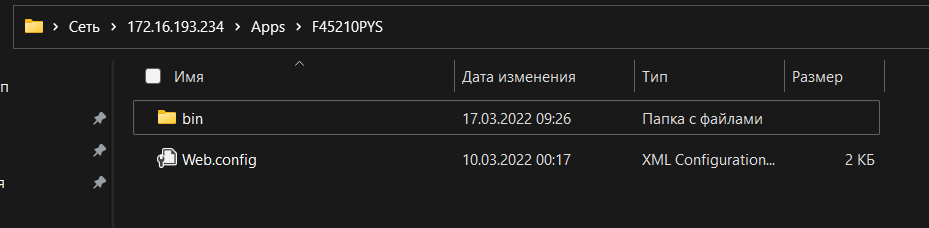 Сеть > 172.16.193.234 > Apps > F45210PYS
Имя Дата изменения Тип Размер
п
bin 17.03.2022 09:26 Папка с файлами
Web.config 10.03.2022 00:17 XML Configuration... 2 КБ
я